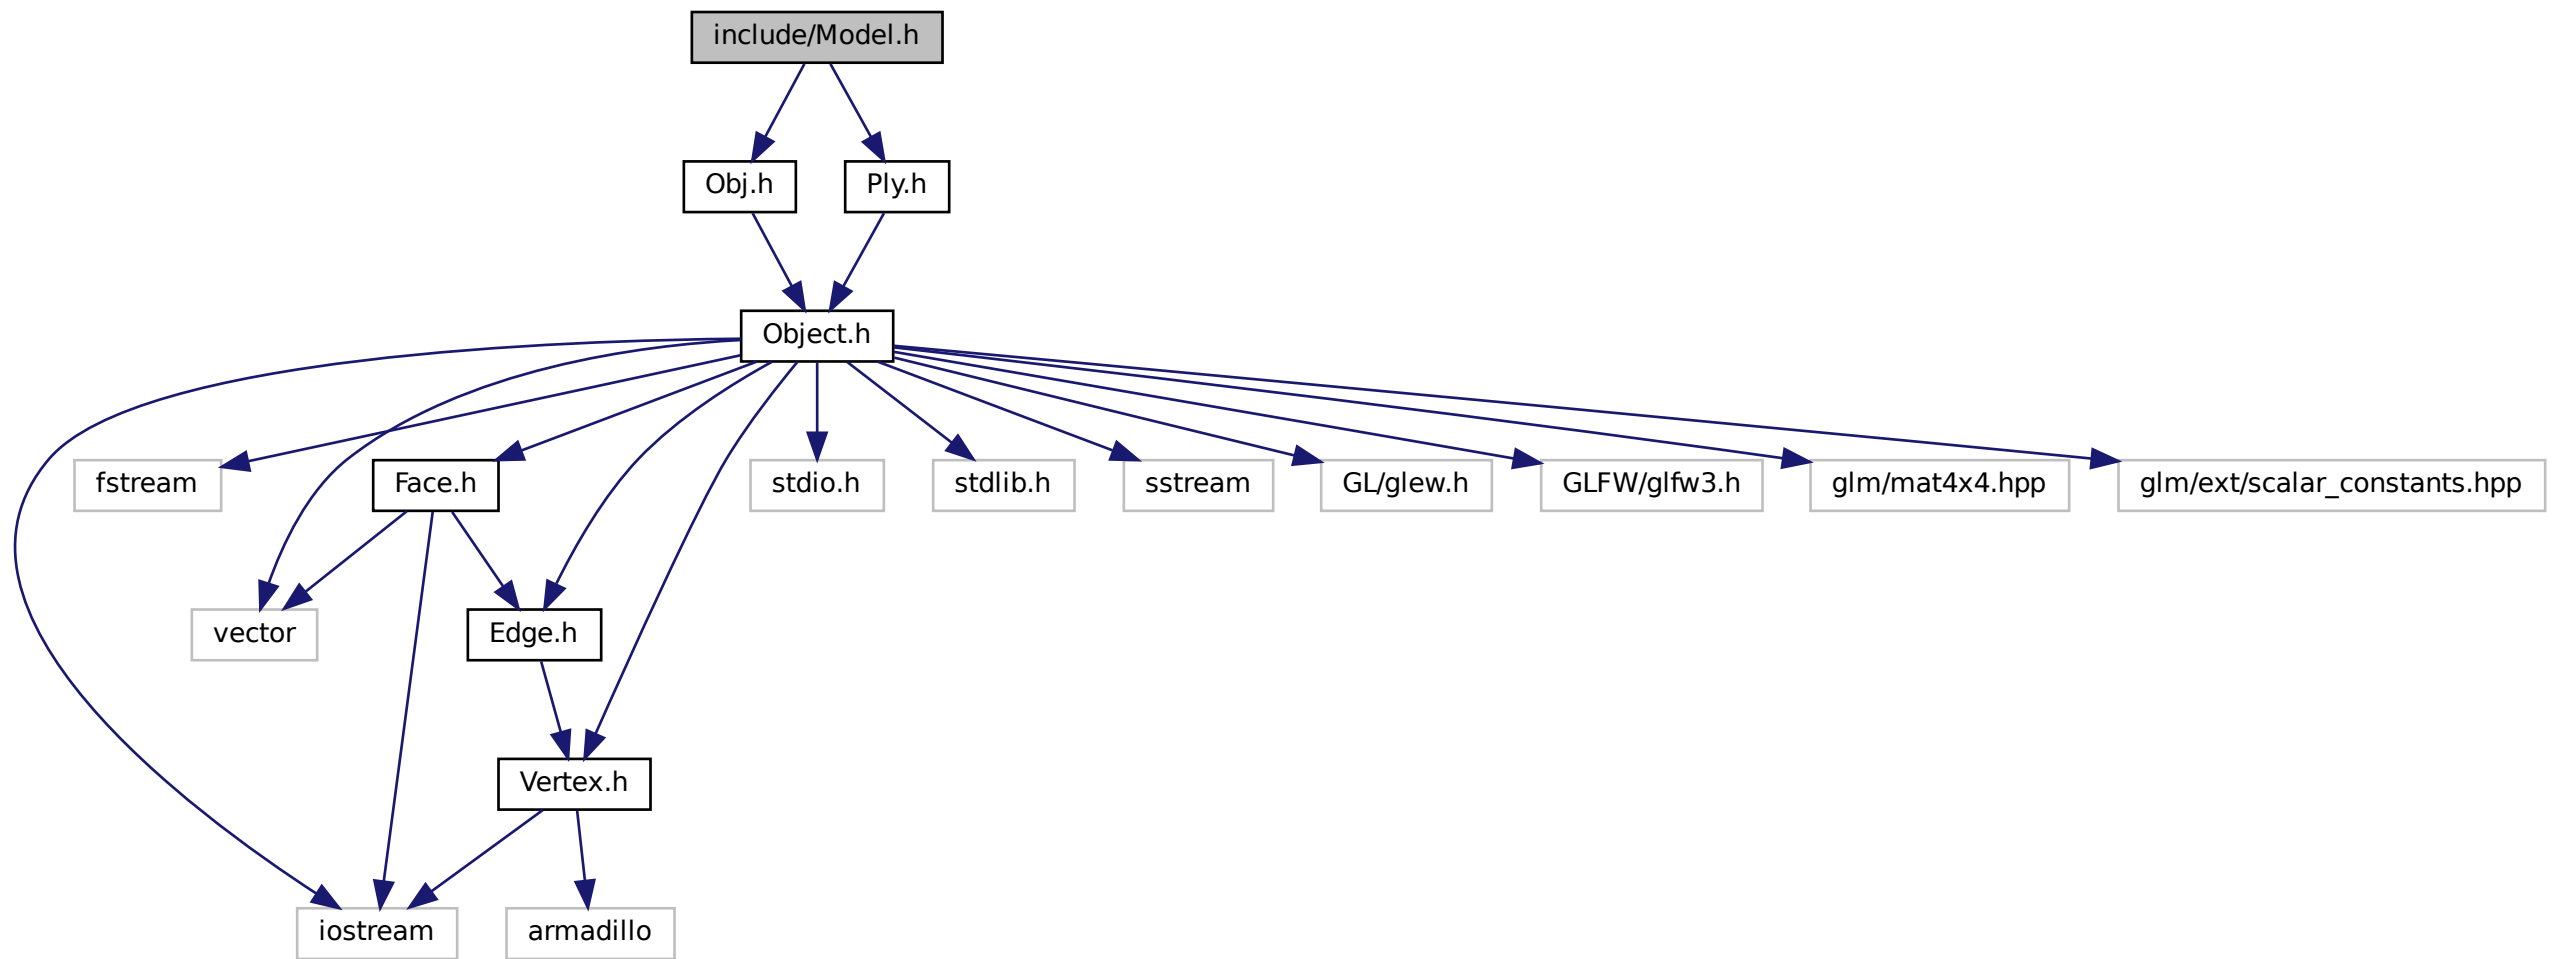 include/Model.h
Obj.h
Ply.h
Object.h
fstream
Face.h
stdio.h
stdlib.h
sstream
GL/glew.h
GLFW/glfw3.h
glm/mat4x4.hpp
glm/ext/scalar_constants.hpp
vector
Edge.h
Vertex.h
iostream
armadillo